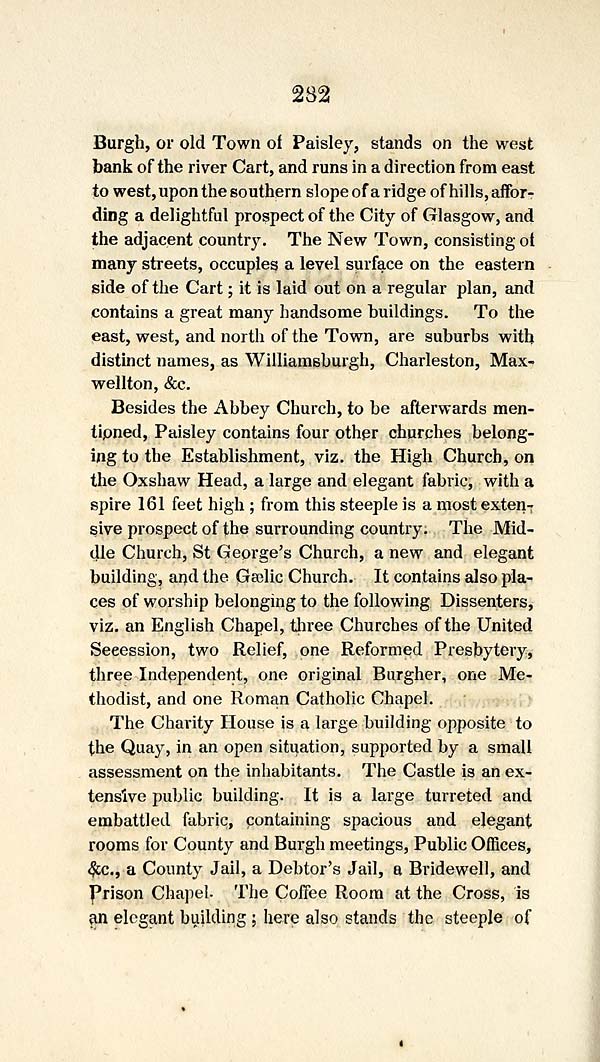 282
Burgh, or old Town of Paisley, stands on the west
bank of the river Cart, and runs in a direction from east
to west, upon the southern slope of a ridge of hills, affor-
ding a delightful prospect of the City of Glasgow, and
the adjacent country. The New Town, consisting of
many streets, occupies a level surface on the eastern
side of the Cart; it is laid out on a regular plan, and
contains a great many handsome buildings. To the
east, west, and north of the Town, are suburbs with
distinct names, as Williamsburgh, Charleston, Max-
wellton, &c.
Besides the Abbey Church, to be afterwards men-
tioned, Paisley contains four other churches belong-
ing to the Establishment, viz. the High Church, on
the Oxshaw Head, a large and elegant fabric, with a
spire 161 feet high; from this steeple is a most exten-
sive prospect of the surrounding country. The Mid-
dle Church, St George's Church, a new and elegant
building, and the Gælic Church. It contains also pla-
ces of worship belonging to the following Dissenters,
viz. an English Chapel, three Churches of the United
Secession, two Relief, one Reformed Presbytery,
three Independent, one original Burgher, one Me-
thodist, and one Roman Catholic Chapel.
The Charity House is a large building opposite to
the Quay, in an open situation, supported by a small
assessment on the inhabitants. The Castle is an ex-
tensive public building. It is a large turreted and
embattled fabric, containing spacious and elegant
rooms for County and Burgh meetings, Public Offices,
&c., a County Jail, a Debtor's Jail, a Bridewell, and
Prison Chapel. The Coffee Room at the Cross, is
an elegant building; here also stands the steeple of